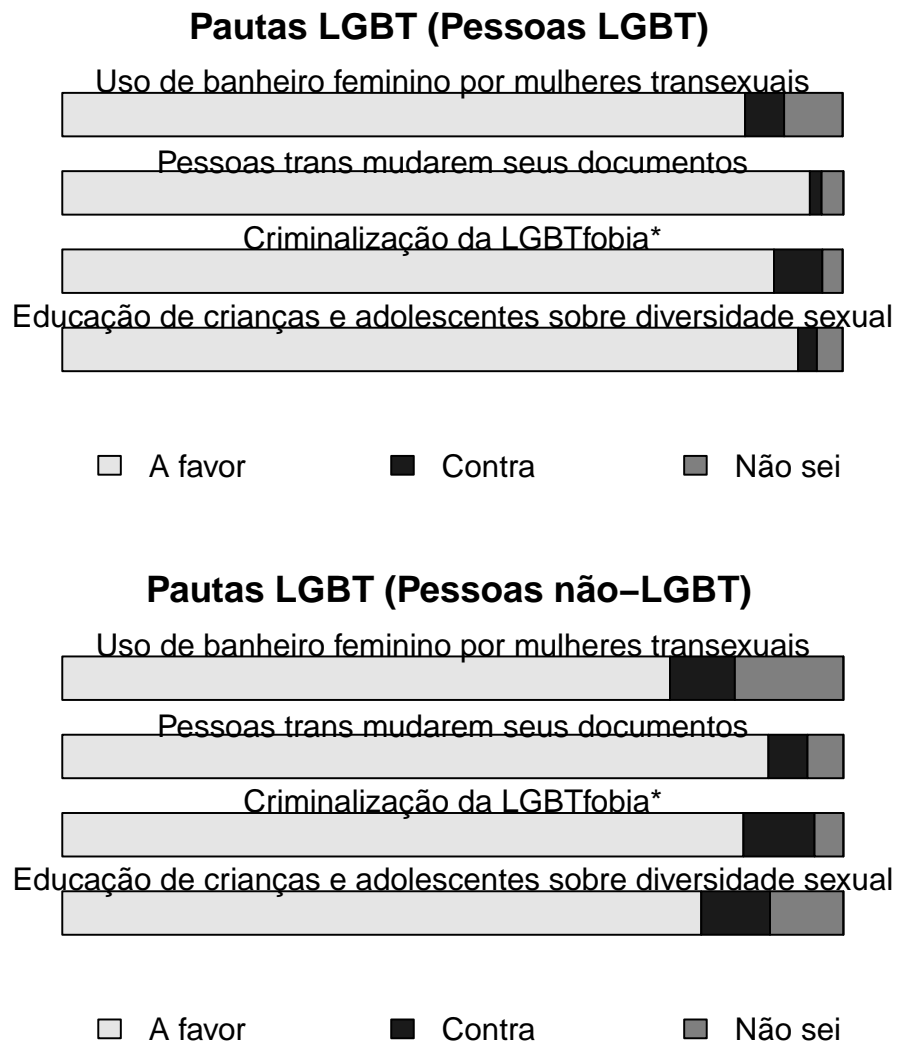 Pautas LGBT (Pessoas LGBT)
Uso de banheiro feminino por mulheres transexuais
Pessoas trans mudarem seus documentos
Criminalização da LGBTfobia*
Educação de crianças e adolescentes sobre diversidade sexual
A favor Contra Não sei
Pautas LGBT (Pessoas não−LGBT)
Uso de banheiro feminino por mulheres transexuais
Pessoas trans mudarem seus documentos
Criminalização da LGBTfobia*
Educação de crianças e adolescentes sobre diversidade sexual
A favor Contra Não sei